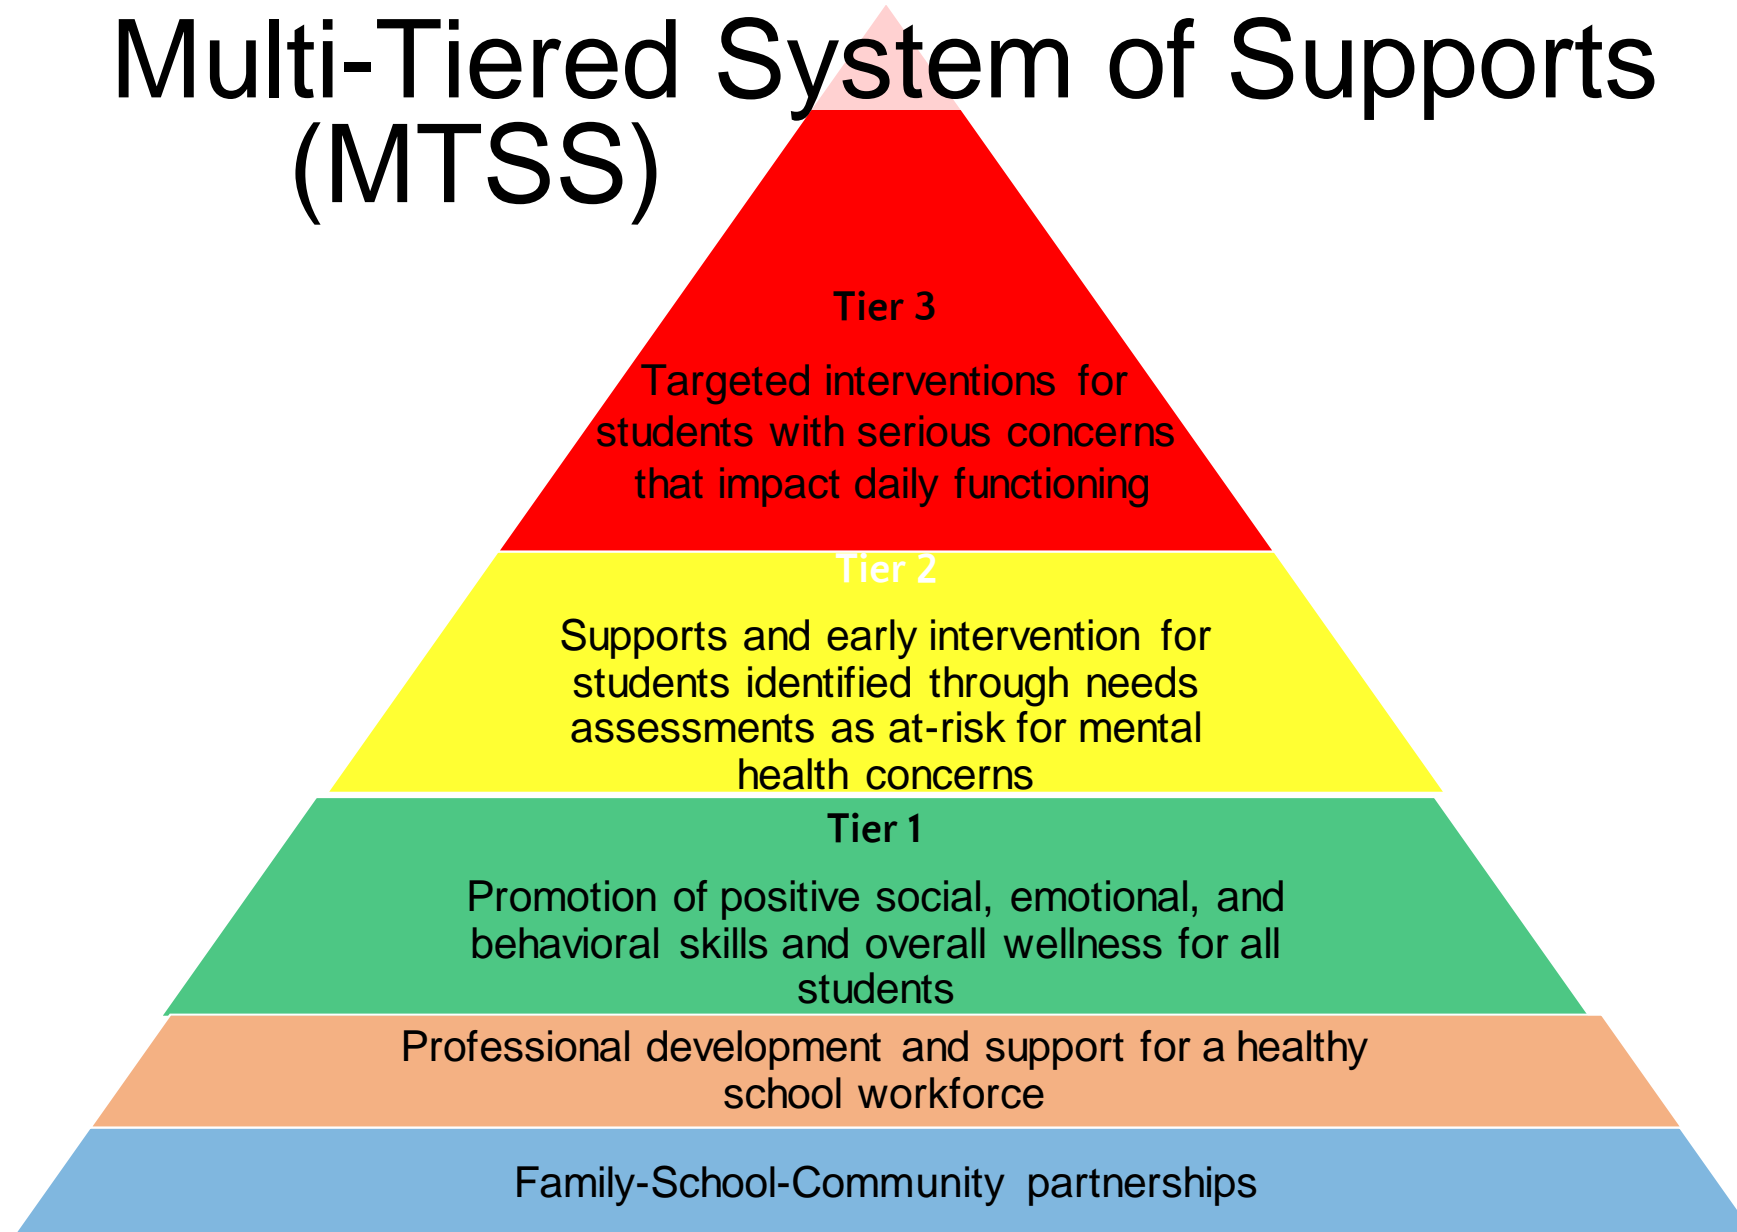 Multi-Tiered System of Supports
(MTSS)
Tier 3
Targeted interventions for
students with serious concerns
that impact daily functioning
Tier 2
Supports and early intervention for
students identified through needs
assessments as at-risk for mental
health concerns
Tier 1
Promotion of positive social, emotional, and
behavioral skills and overall wellness for all
students
Professional development and support for a healthy
school workforce
Family-School-Community partnerships